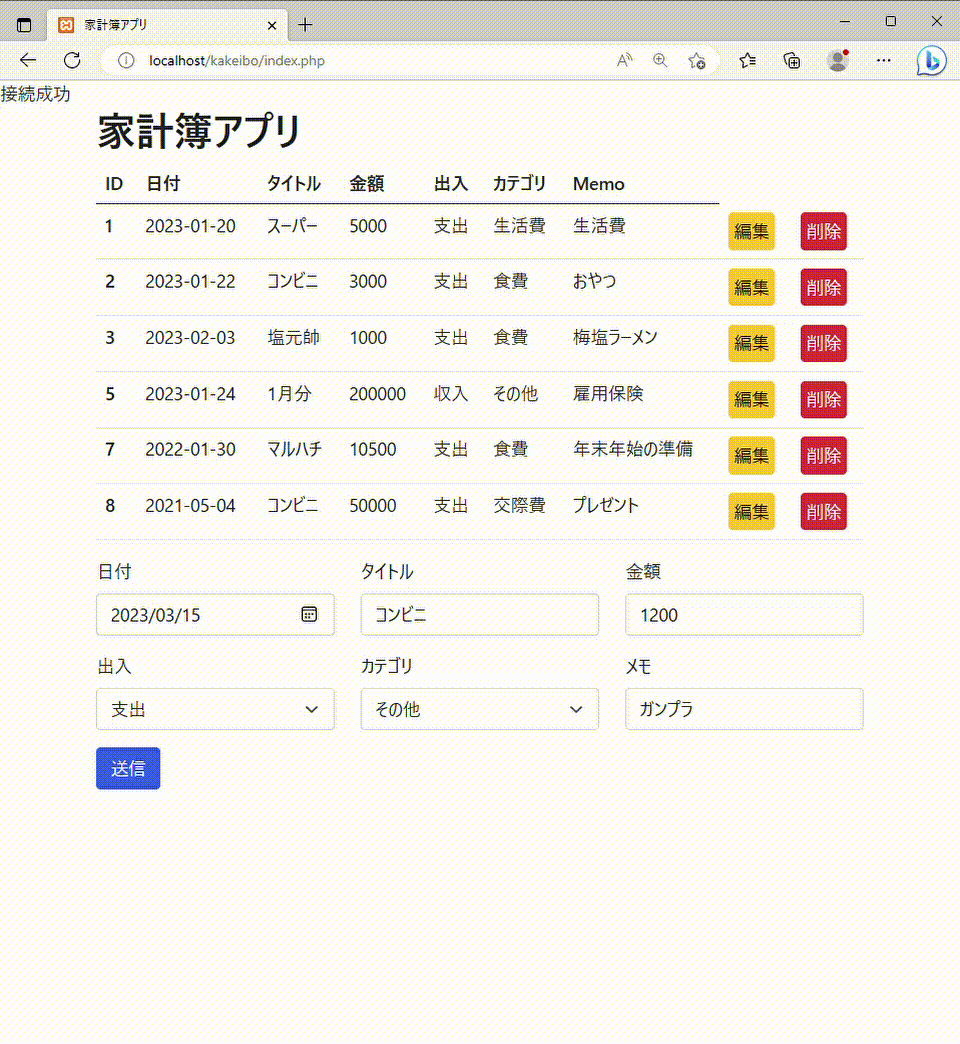 家計簿アプリ
localhost/kakeibo/index.php
接続成功
家計簿アプリ
ID 日付 タイトル 金額 出入 カテゴリ Memo
1 2023-01-20 スーパー 5000 支出 生活費 生活費 編集 削除
2 2023-01-22 コンビニ 3000 支出 食費 おやつ 編集 削除
3 2023-02-03 塩元帥 1000 支出 食費 梅塩ラーメン 編集 削除
5 2023-01-24 1月分 200000 収入 その他 雇用保険 編集 削除
7 2022-01-30 マルハチ 10500 支出 食費 年末年始の準備 編集 削除
8 2021-05-04 コンビニ 50000 支出 交際費 プレゼント 編集 削除
日付 タイトル 金額
2023/03/15 コンビニ 1200
出入 カテゴリ メモ
支出 その他 ガンプラ
送信